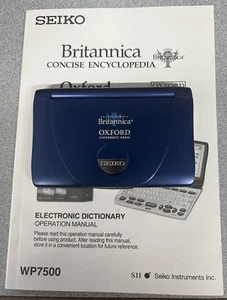 SEIKO
Britannica
Britannica
CONCISE ENCYCLOPEDIA
Oxford
OXFORD
Britannica
OXFORD
UNIVERSITY PRESS
SEIKO
ELECTRONIC DICTIONARY
OPERATION MANUAL
Please read this operation manual carefully
before using product. After reading this manual,
store it in a convenient location for future reference.
WP7500
SII Seiko Instruments Inc.